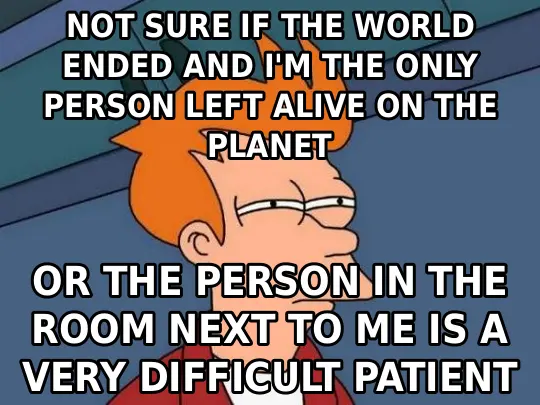 NOT SURE IF THE WORLD
ENDED AND I'M THE ONLY
PERSON LEFT ALIVE ON THE
PLANET
OR THE PERSON IN THE
ROOM NEXT TO ME IS A
VERY DIFFICULT PATIENT